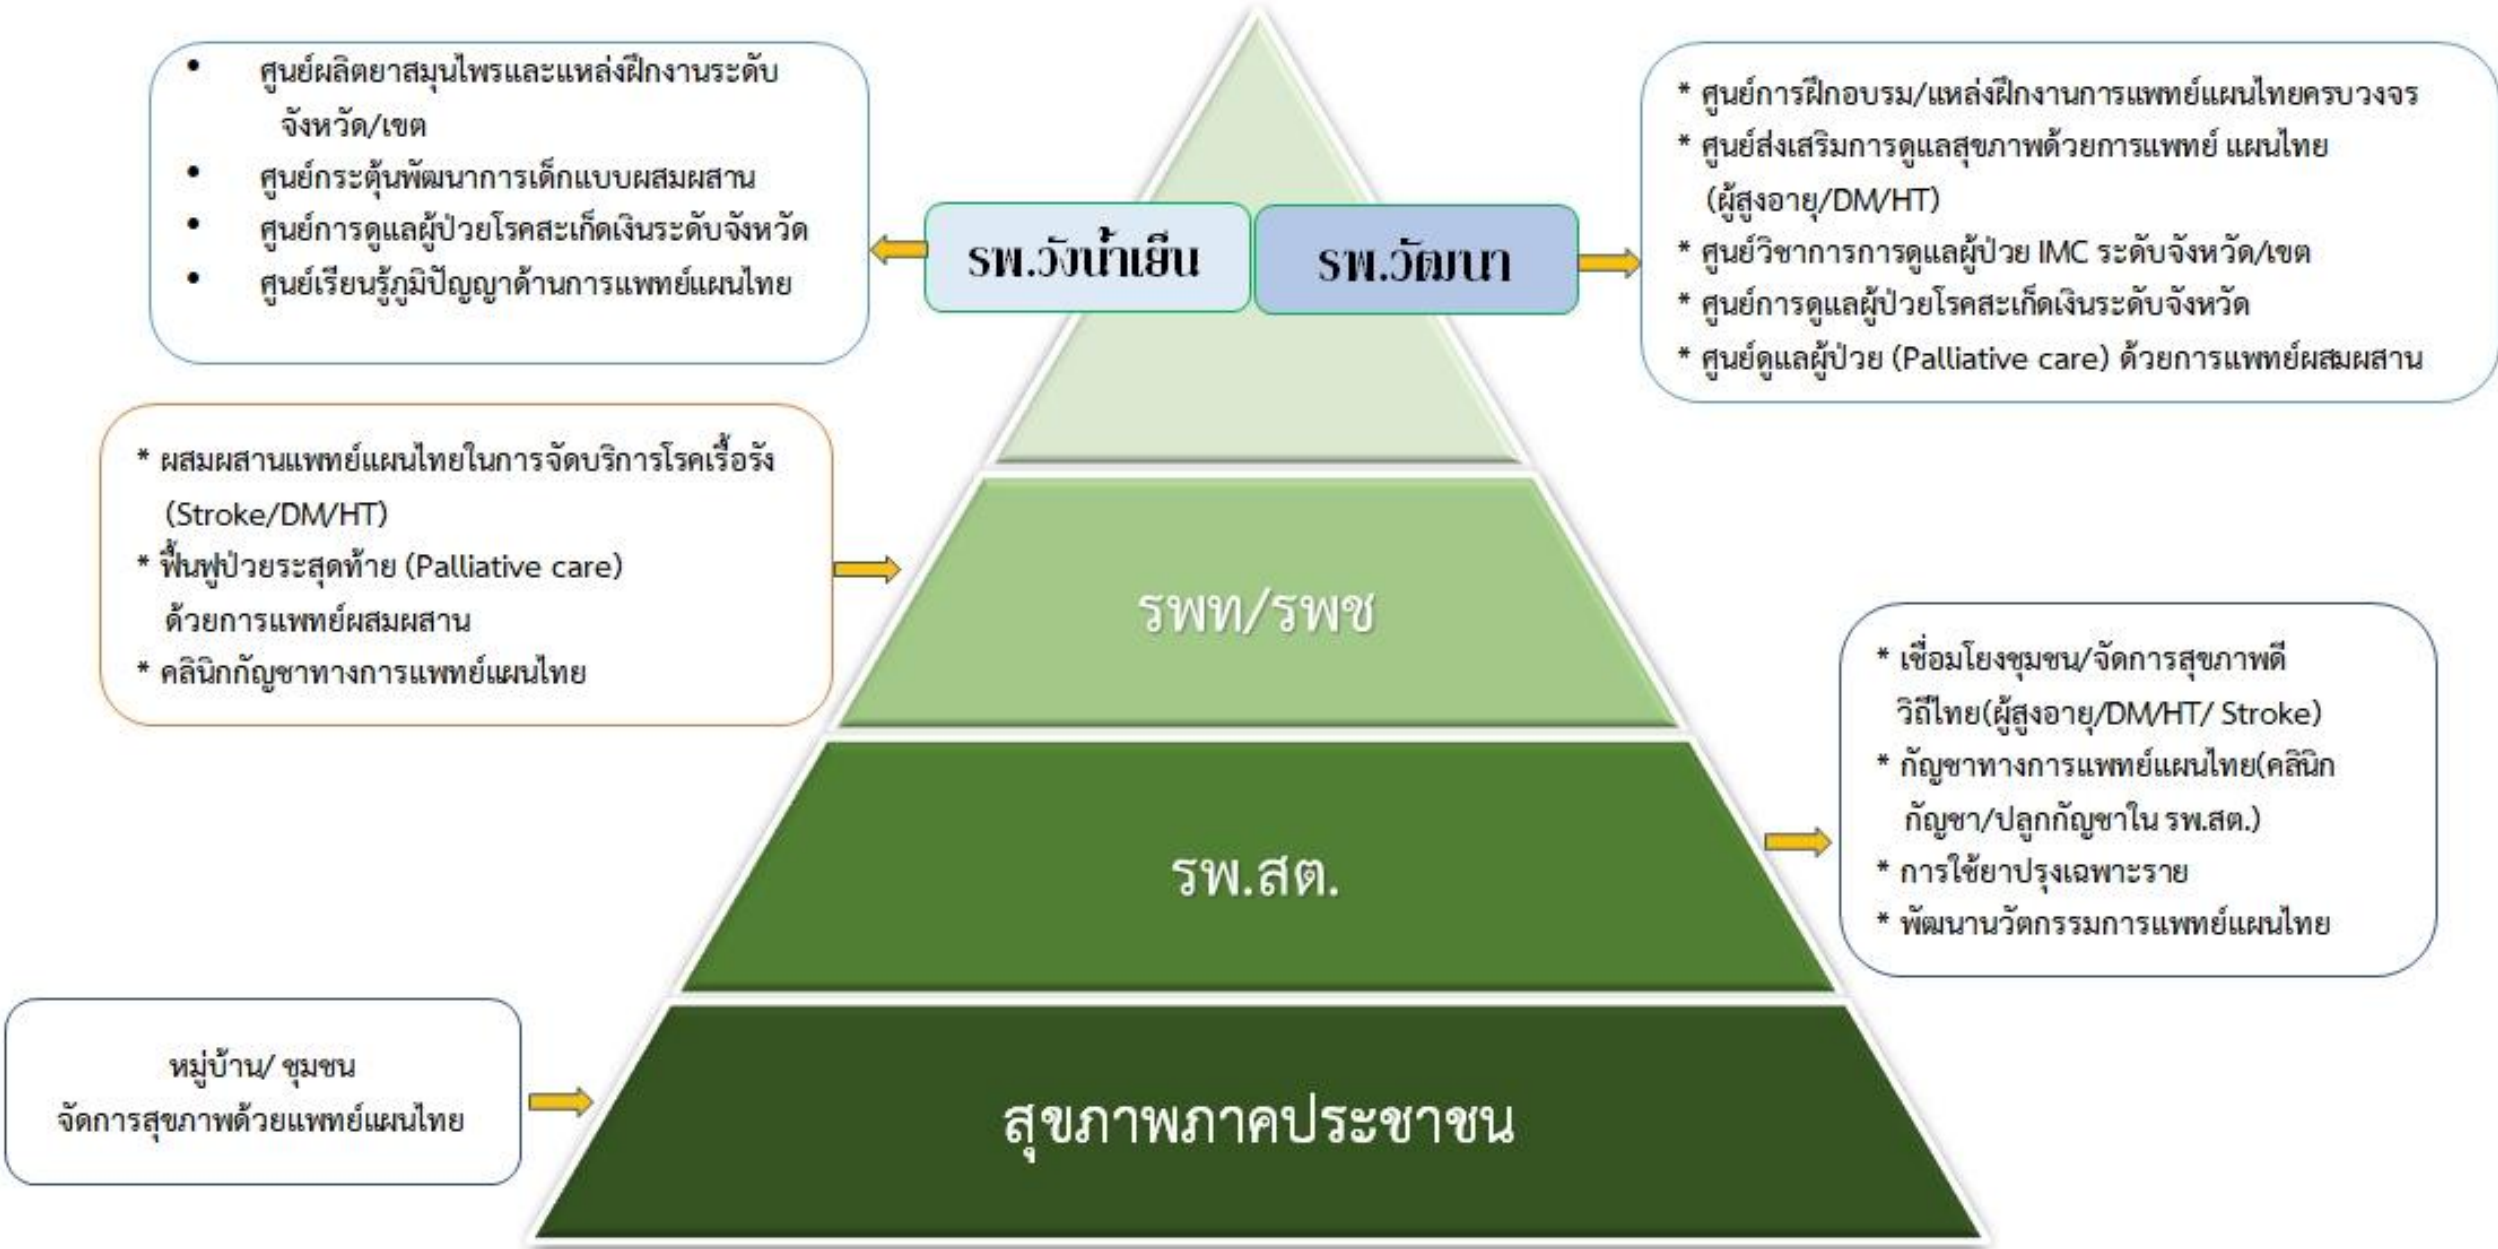 • ศูนย์ผลิตยาสมุนไพรและแหล่งฝึกงานระดับ
จังหวัด/เขต
• ศูนย์กระตุ้นพัฒนาการเด็กแบบผสมผสาน
• ศูนย์การดูแลผู้ป่วยโรคสะเก็ดเงินระดับจังหวัด
• ศูนย์เรียนรู้ภูมิปัญญาด้านการแพทย์แผนไทย
รพ.วังน้ำเย็น
รพ.วัฒนา
* ศูนย์การฝึกอบรม/แหล่งฝึกงานการแพทย์แผนไทยครบวงจร
* ศูนย์ส่งเสริมการดูแลสุขภาพด้วยการแพทย์ แผนไทย
(ผู้สูงอายุ/DM/HT)
* ศูนย์วิชาการการดูแลผู้ป่วย IMC ระดับจังหวัด/เขต
* ศูนย์การดูแลผู้ป่วยโรคสะเก็ดเงินระดับจังหวัด
* ศูนย์ดูแลผู้ป่วย (Palliative care) ด้วยการแพทย์ผสมผสาน
* ผสมผสานแพทย์แผนไทยในการจัดบริการโรคเรื้อรัง
(Stroke/DM/HT)
* ฟื้นฟูป่วยระสุดท้าย (Palliative care)
ด้วยการแพทย์ผสมผสาน
* คลินิกกัญชาทางการแพทย์แผนไทย
รพท/รพช
* เชื่อมโยงชุมชน/จัดการสุขภาพดี
วิถีไทย(ผู้สูงอายุ/DM/HT/ Stroke)
* กัญชาทางการแพทย์แผนไทย(คลินิก
กัญชา/ปลูกกัญชาใน รพ.สต.)
* การใช้ยาปรุงเฉพาะราย
* พัฒนานวัตกรรมการแพทย์แผนไทย
รพ.สต.
หมู่บ้าน/ ชุมชน
จัดการสุขภาพด้วยแพทย์แผนไทย
สุขภาพภาคประชาชน